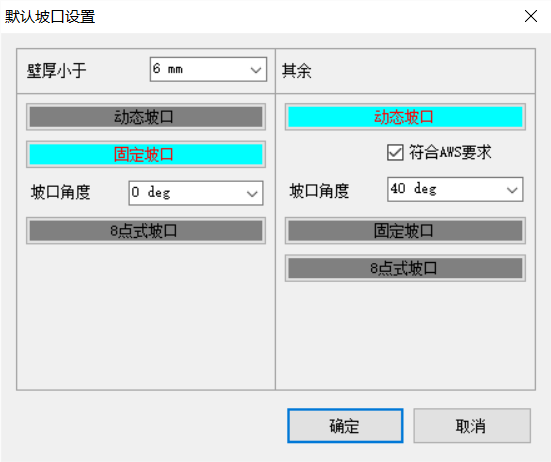 默认坡口设置
壁厚小于 6 mm
动态坡口
固定坡口
坡口角度 0 deg
8点式坡口
其余
动态坡口
符合AWS要求
坡口角度 40 deg
固定坡口
8点式坡口
确定 取消